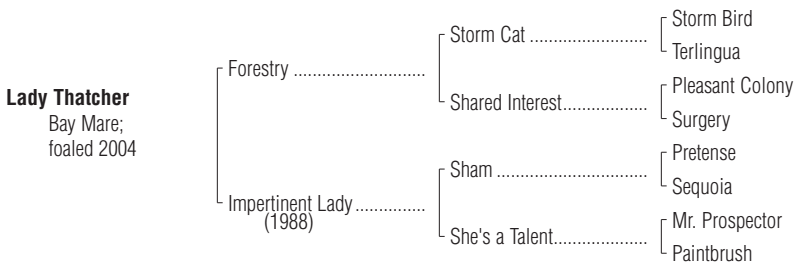 Storm Bird
Storm Cat ..........................
Terlingua
Forestry .............................
Pleasant Colony
Shared Interest...................
Surgery
Lady Thatcher
Bay Mare;
foaled 2004
Pretense
Sham .................................
Sequoia
Impertinent Lady ...............
(1988)
Mr. Prospector
She's a Talent.....................
Paintbrush